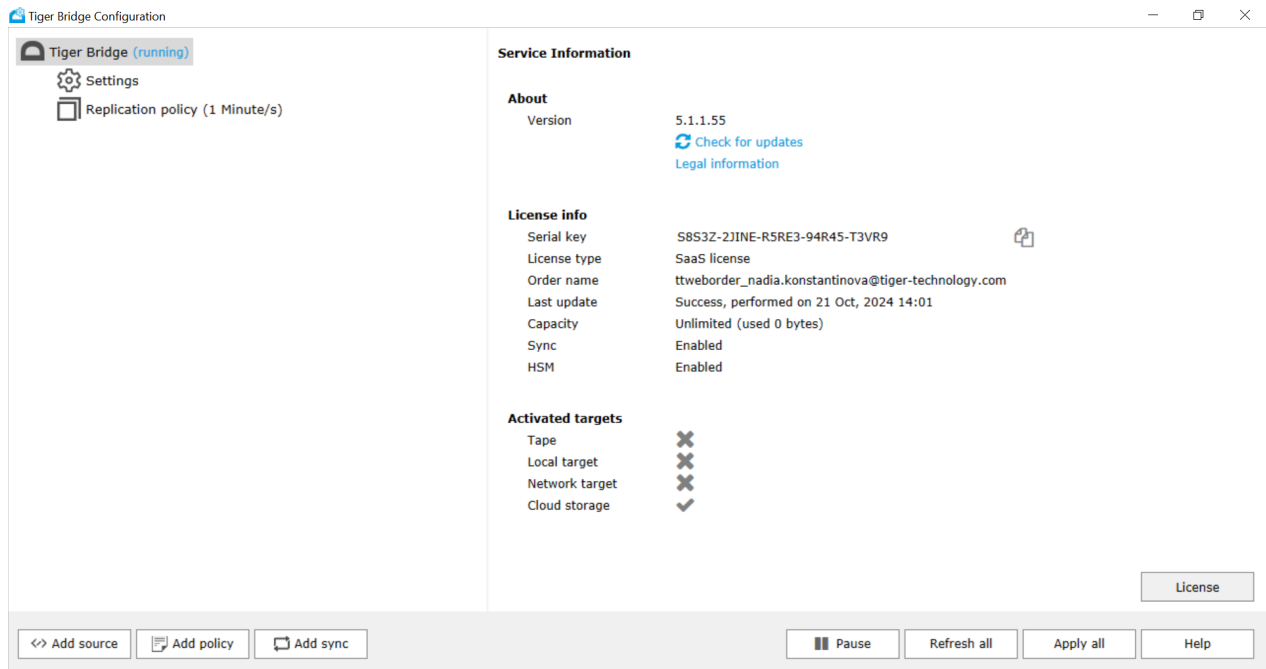 Tiger Bridge Configuration
Tiger Bridge (running)
Settings
Replication policy (1 Minute/s)
Service Information
About
Version 5.1.1.55
Check for updates
Legal information
License info
Serial key S8S3Z-2JINE-R5RE3-94R45-T3VR9
License type SaaS license
Order name ttweborder_nadia.konstantinova@tiger-technology.com
Last update Success, performed on 21 Oct, 2024 14:01
Capacity Unlimited (used 0 bytes)
Sync Enabled
HSM Enabled
Activated targets
Tape
Local target
Network target
Cloud storage
License
Add source Add policy Add sync Pause Refresh all Apply all Help